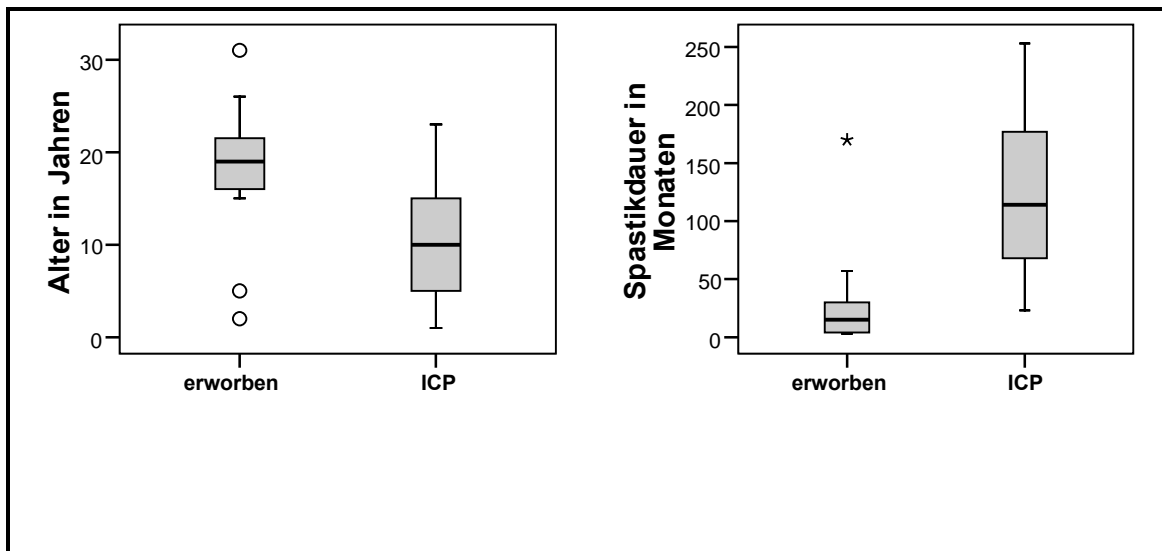 Alter in Jahren
30
20
10
0
erworben ICP
Spastikdauer in
Monaten
250
200
150
100
50
0
erworben ICP